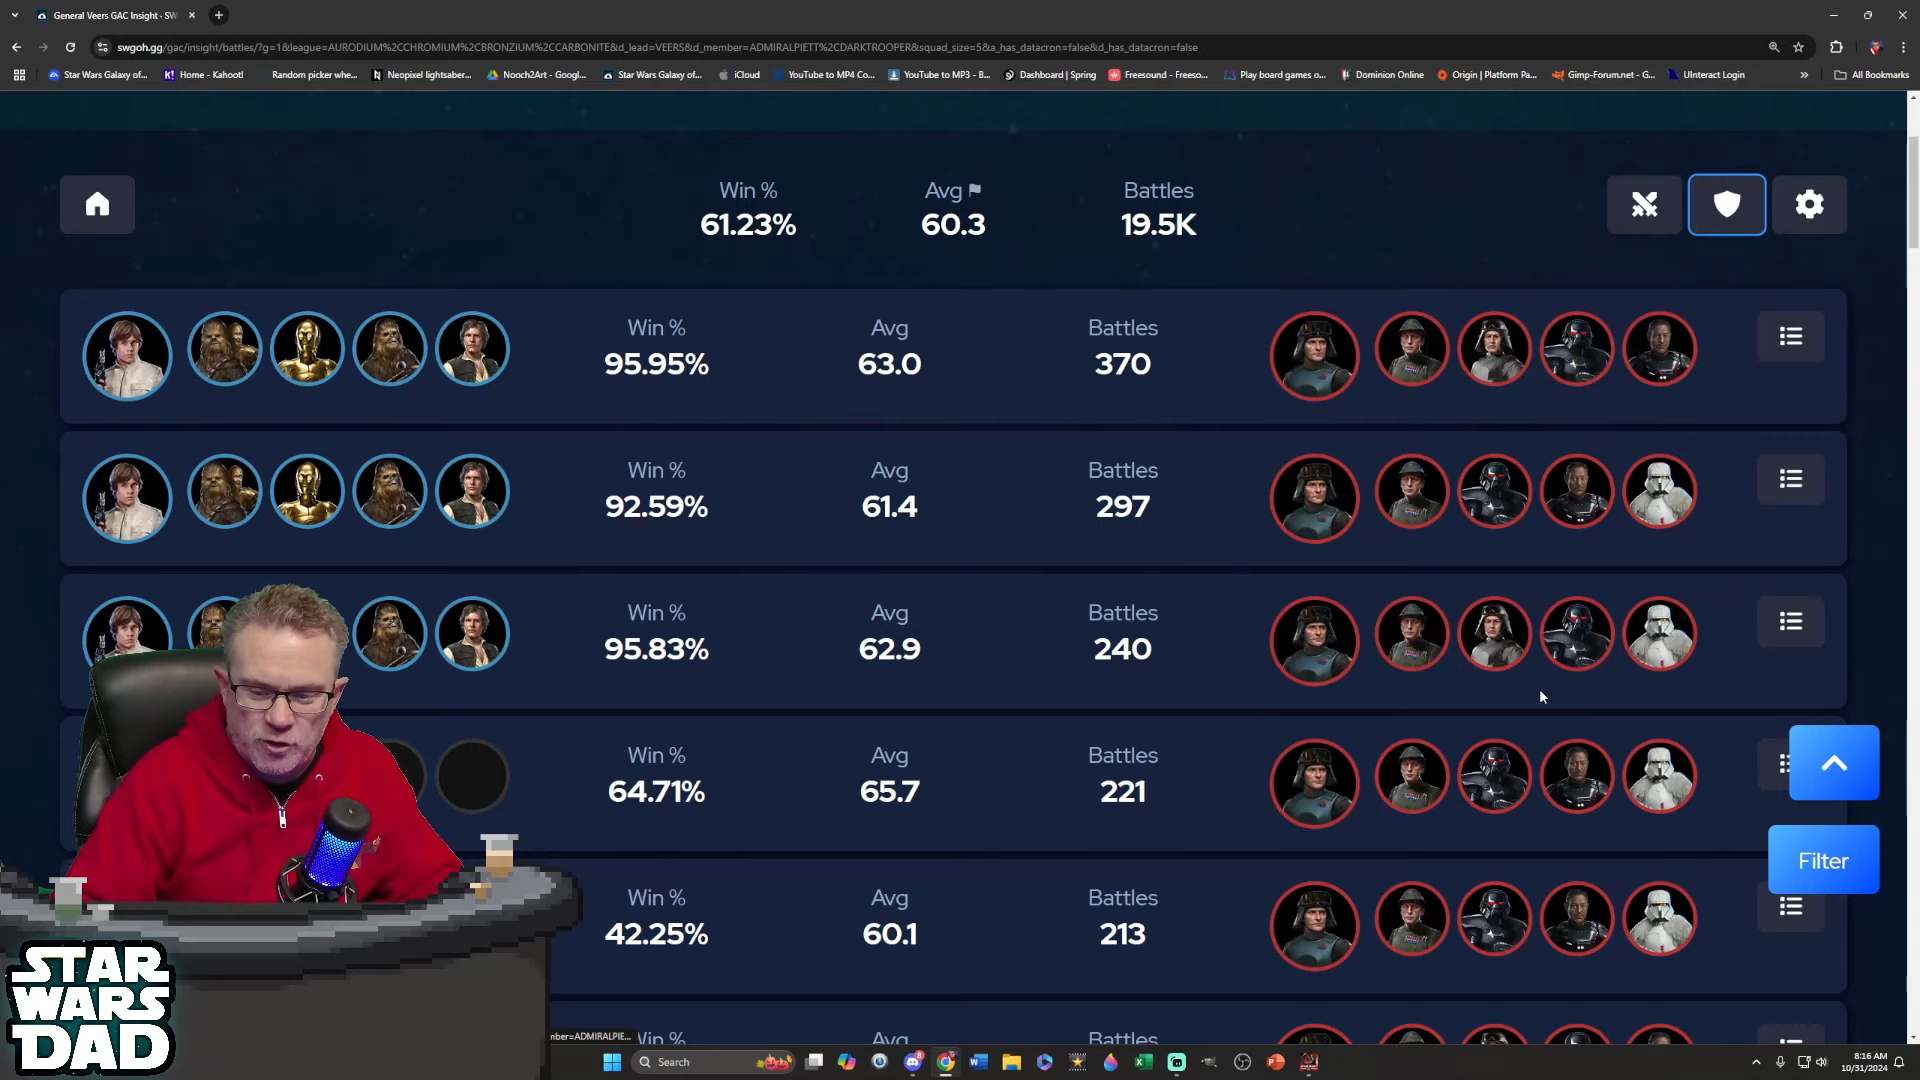 General Veers GAC Insight - SW
swgoh.gg/gac/insight/battles/?g=1&league=AURODIUM%2CCHROMIUM%2CBRONZIUM%2CCARBONITE&d_lead=VEERS&d_member=ADMIRALPIETT%2CDARKTROOPER&squad_size=5&a_has_datacron=false&d_has_datacron=false
Star Wars Galaxy of... Home - Kahoot! Random picker whe... Neopixel lightsaber... Nooch2Art - Googl... Star Wars Galaxy of... iCloud YouTube to MP4 Co... YouTube to MP3 - B... Dashboard | Spring Freesound - Freeso... Play board games o... Dominion Online Origin | Platform Pa... Gimp-Forum.net - G... UInteract Login All Bookmarks
Win % Avg Battles
61.23% 60.3 19.5K
Win % Avg Battles
95.95% 63.0 370
Win % Avg Battles
92.59% 61.4 297
Win % Avg Battles
95.83% 62.9 240
Win % Avg Battles
64.71% 65.7 221
Filter
Win % Avg Battles
42.25% 60.1 213
STAR
WARS
DAD
mber=ADMIRALPIE... Win % Avg Battles
Search
8:16 AM
10/31/2024